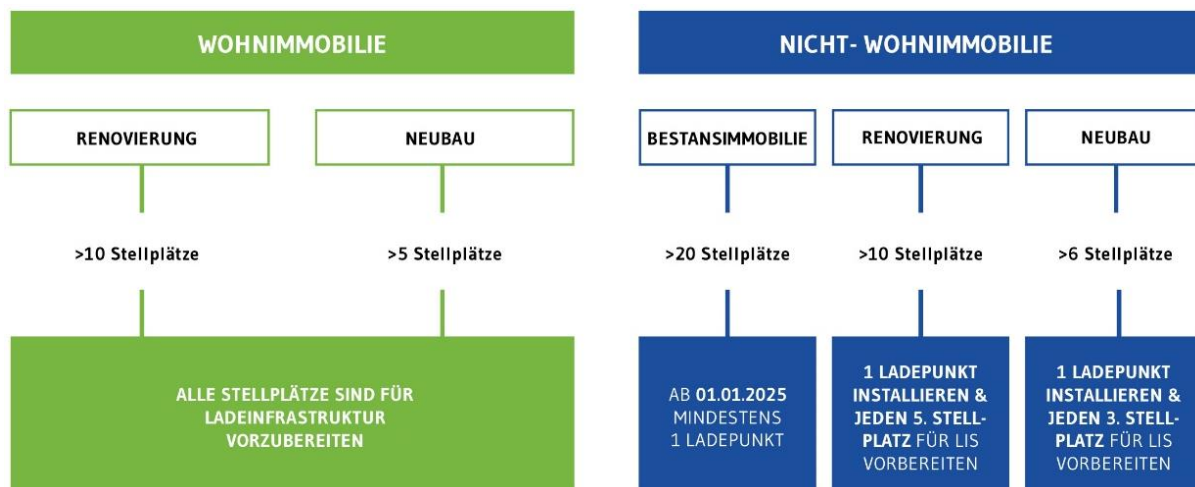 WOHNIMMOBILIE
RENOVIERUNG
NEUBAU
>10 Stellplätze
>5 Stellplätze
ALLE STELLPLÄTZE SIND FÜR
LADEINFRASTRUKTUR
VORZUBEREITEN
NICHT- WOHNIMMOBILIE
BESTANSIMMOBILIE
RENOVIERUNG
NEUBAU
>20 Stellplätze
>10 Stellplätze
>6 Stellplätze
AB 01.01.2025
MINDESTENS
1 LADEPUNKT
1 LADEPUNKT
INSTALLIEREN &
JEDEN 5. STELL-
PLATZ FÜR LIS
VORBEREITEN
1 LADEPUNKT
INSTALLIEREN &
JEDEN 3. STELL-
PLATZ FÜR LIS
VORBEREITEN